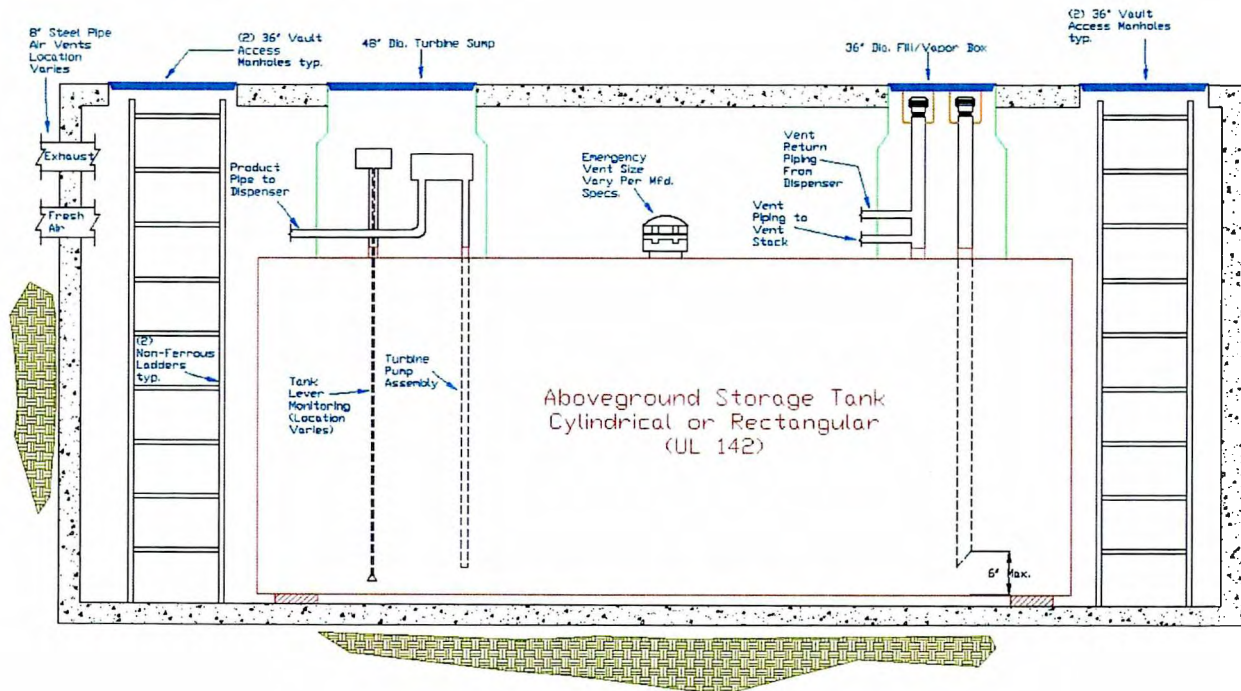 8" Steel Pipe
Air Vents
Location
Varies
(2) 36" Vault
Access
Manholes typ.
48" Dia. Turbine Sump
36" Dia. Fill/Vapor Box
(2) 36" Vault
Access Manholes
typ.
Exhaust
Fresh
Air
Product
Pipe to
Dispenser
Emergency
Vent Size
Vary Per Mfd.
Specs.
Vent
Return
Piping
From
Dispenser
Vent
Piping to
Vent
Stack
(2)
Non-Ferrous
Ladders
typ.
Tank
Lever
Monitoring
(Location
Varies)
Turbine
Pump
Assembly
Aboveground Storage Tank
Cylindrical or Rectangular
(UL 142)
6" Max.